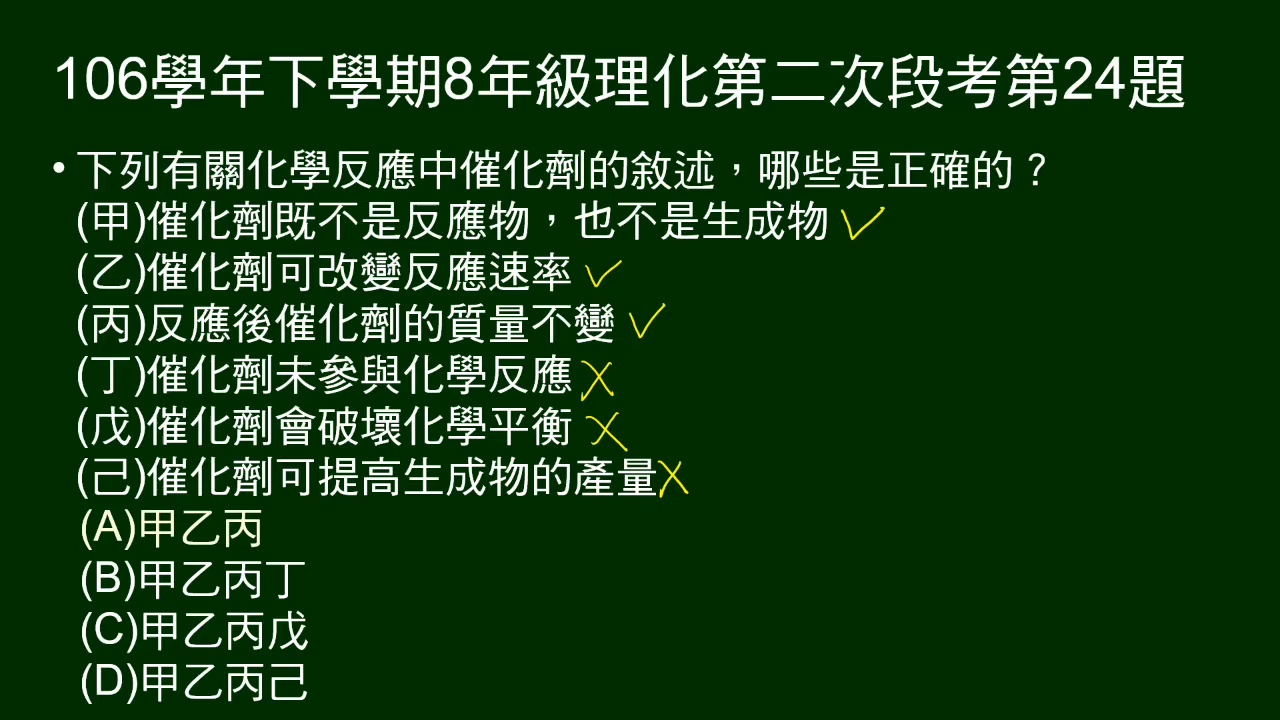 106學年下學期8年級理化第二次段考第24題
• 下列有關化學反應中催化劑的敘述，哪些是正確的？
(甲)催化劑既不是反應物，也不是生成物 ✓
(乙)催化劑可改變反應速率 ✓
(丙)反應後催化劑的質量不變 ✓
(丁)催化劑未參與化學反應 ✗
(戊)催化劑會破壞化學平衡 ✗
(己)催化劑可提高生成物的產量 ✗
(A)甲乙丙
(B)甲乙丙丁
(C)甲乙丙戊
(D)甲乙丙己